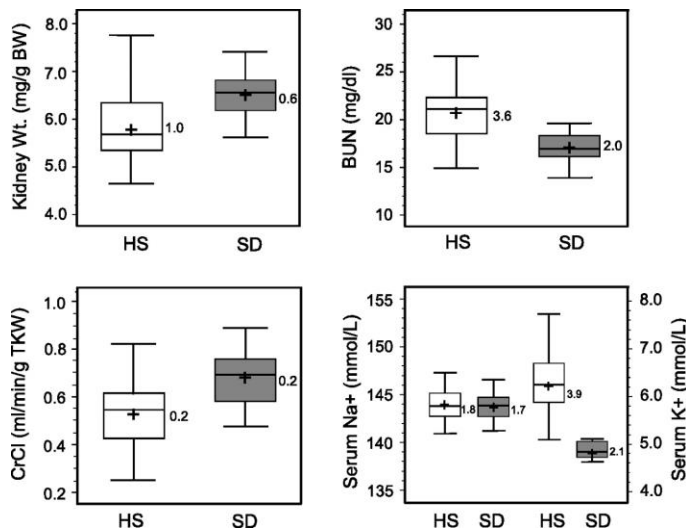 Kidney Wt. (mg/g BW)
8.0
7.0
6.0
5.0
4.0
1.0
0.6
HS
SD
BUN (mg/dl)
30
25
20
15
10
3.6
2.0
HS
SD
CrCl (ml/min/g TKW)
1.0
0.8
0.6
0.4
0.2
0.2
0.2
HS
SD
Serum Na+ (mmol/L)
155
150
145
140
135
1.8
1.7
3.9
2.1
8.0
7.0
6.0
5.0
4.0
Serum K+ (mmol/L)
HS
SD
HS
SD